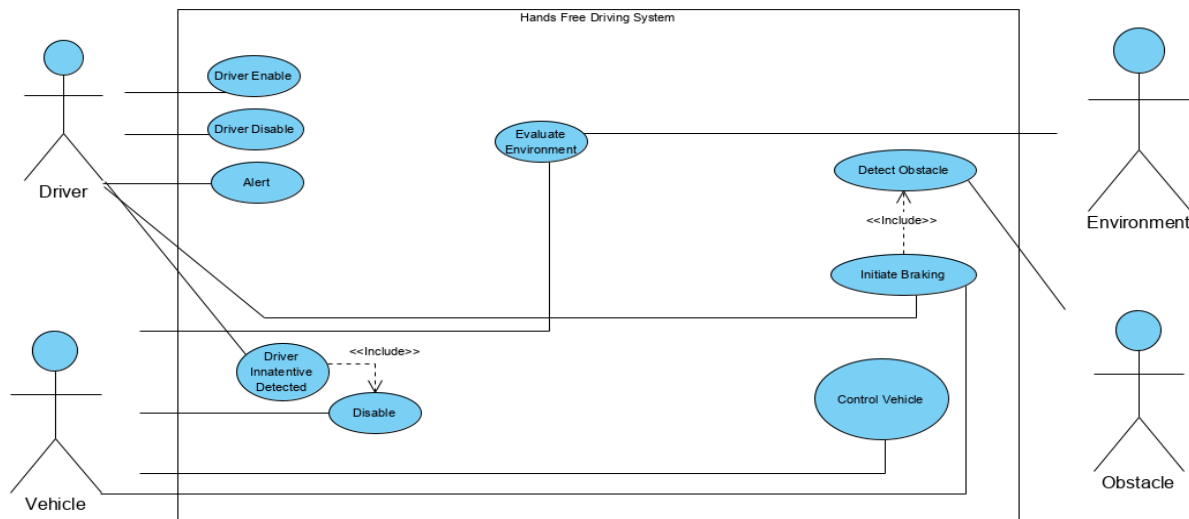 Hands Free Driving System
Driver Enable
Driver Disable
Evaluate
Environment
Detect Obstacle
Alert
Driver
<<Include>>
Environment
Initiate Braking
<<Include>>
Driver
Innatentive
Detected
Control Vehicle
Disable
Obstacle
Vehicle